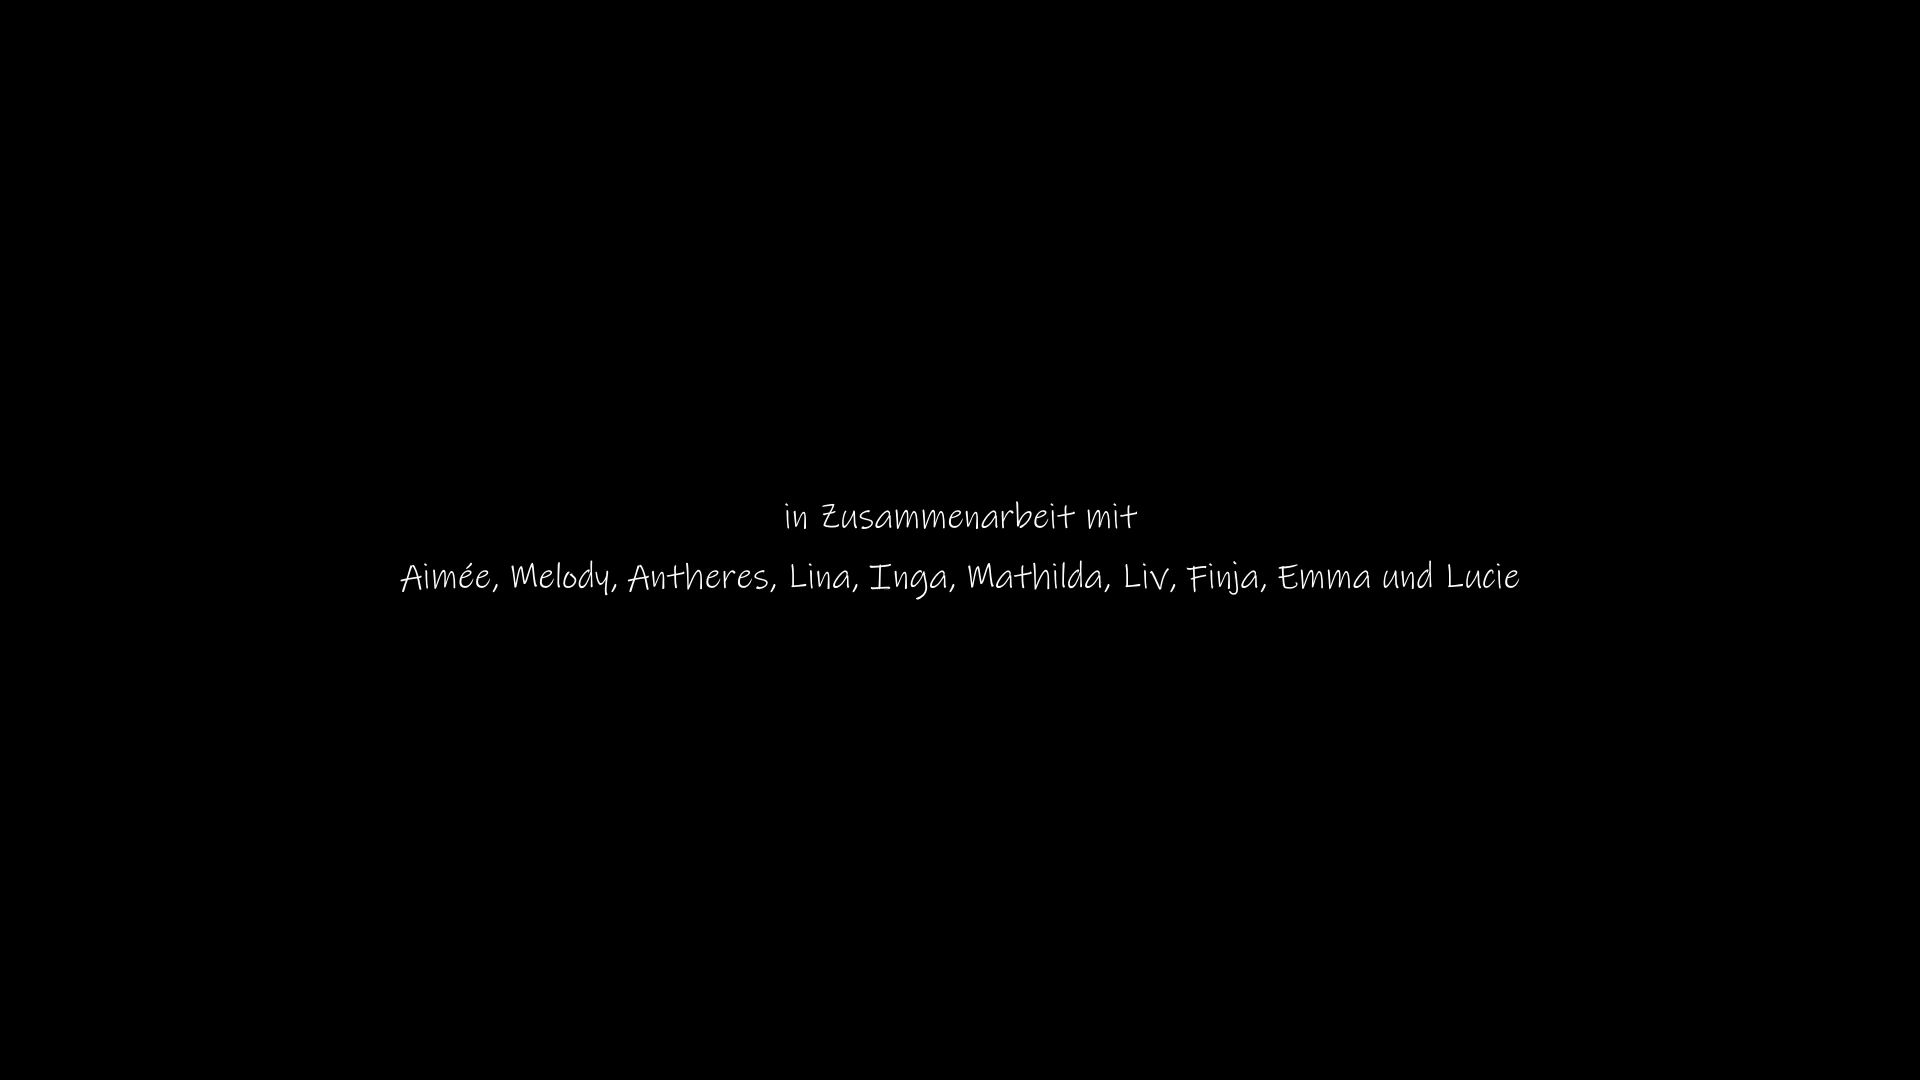 in Zusammenarbeit mit
Aimée, Melody, Antheres, Lina, Inga, Mathilda, Liv, Finja, Emma und Lucie